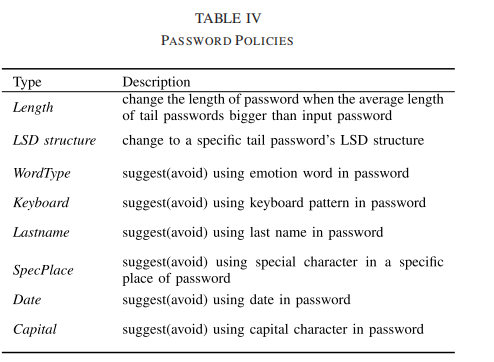 TABLE IV
PASSWORD POLICIES
Type Description
Length change the length of password when the average length
of tail passwords bigger than input password
LSD structure change to a specific tail password's LSD structure
WordType suggest(avoid) using emotion word in password
Keyboard suggest(avoid) using keyboard pattern in password
Lastname suggest(avoid) using last name in password
SpecPlace suggest(avoid) using special character in a specific
place of password
Date suggest(avoid) using date in password
Capital suggest(avoid) using capital character in password